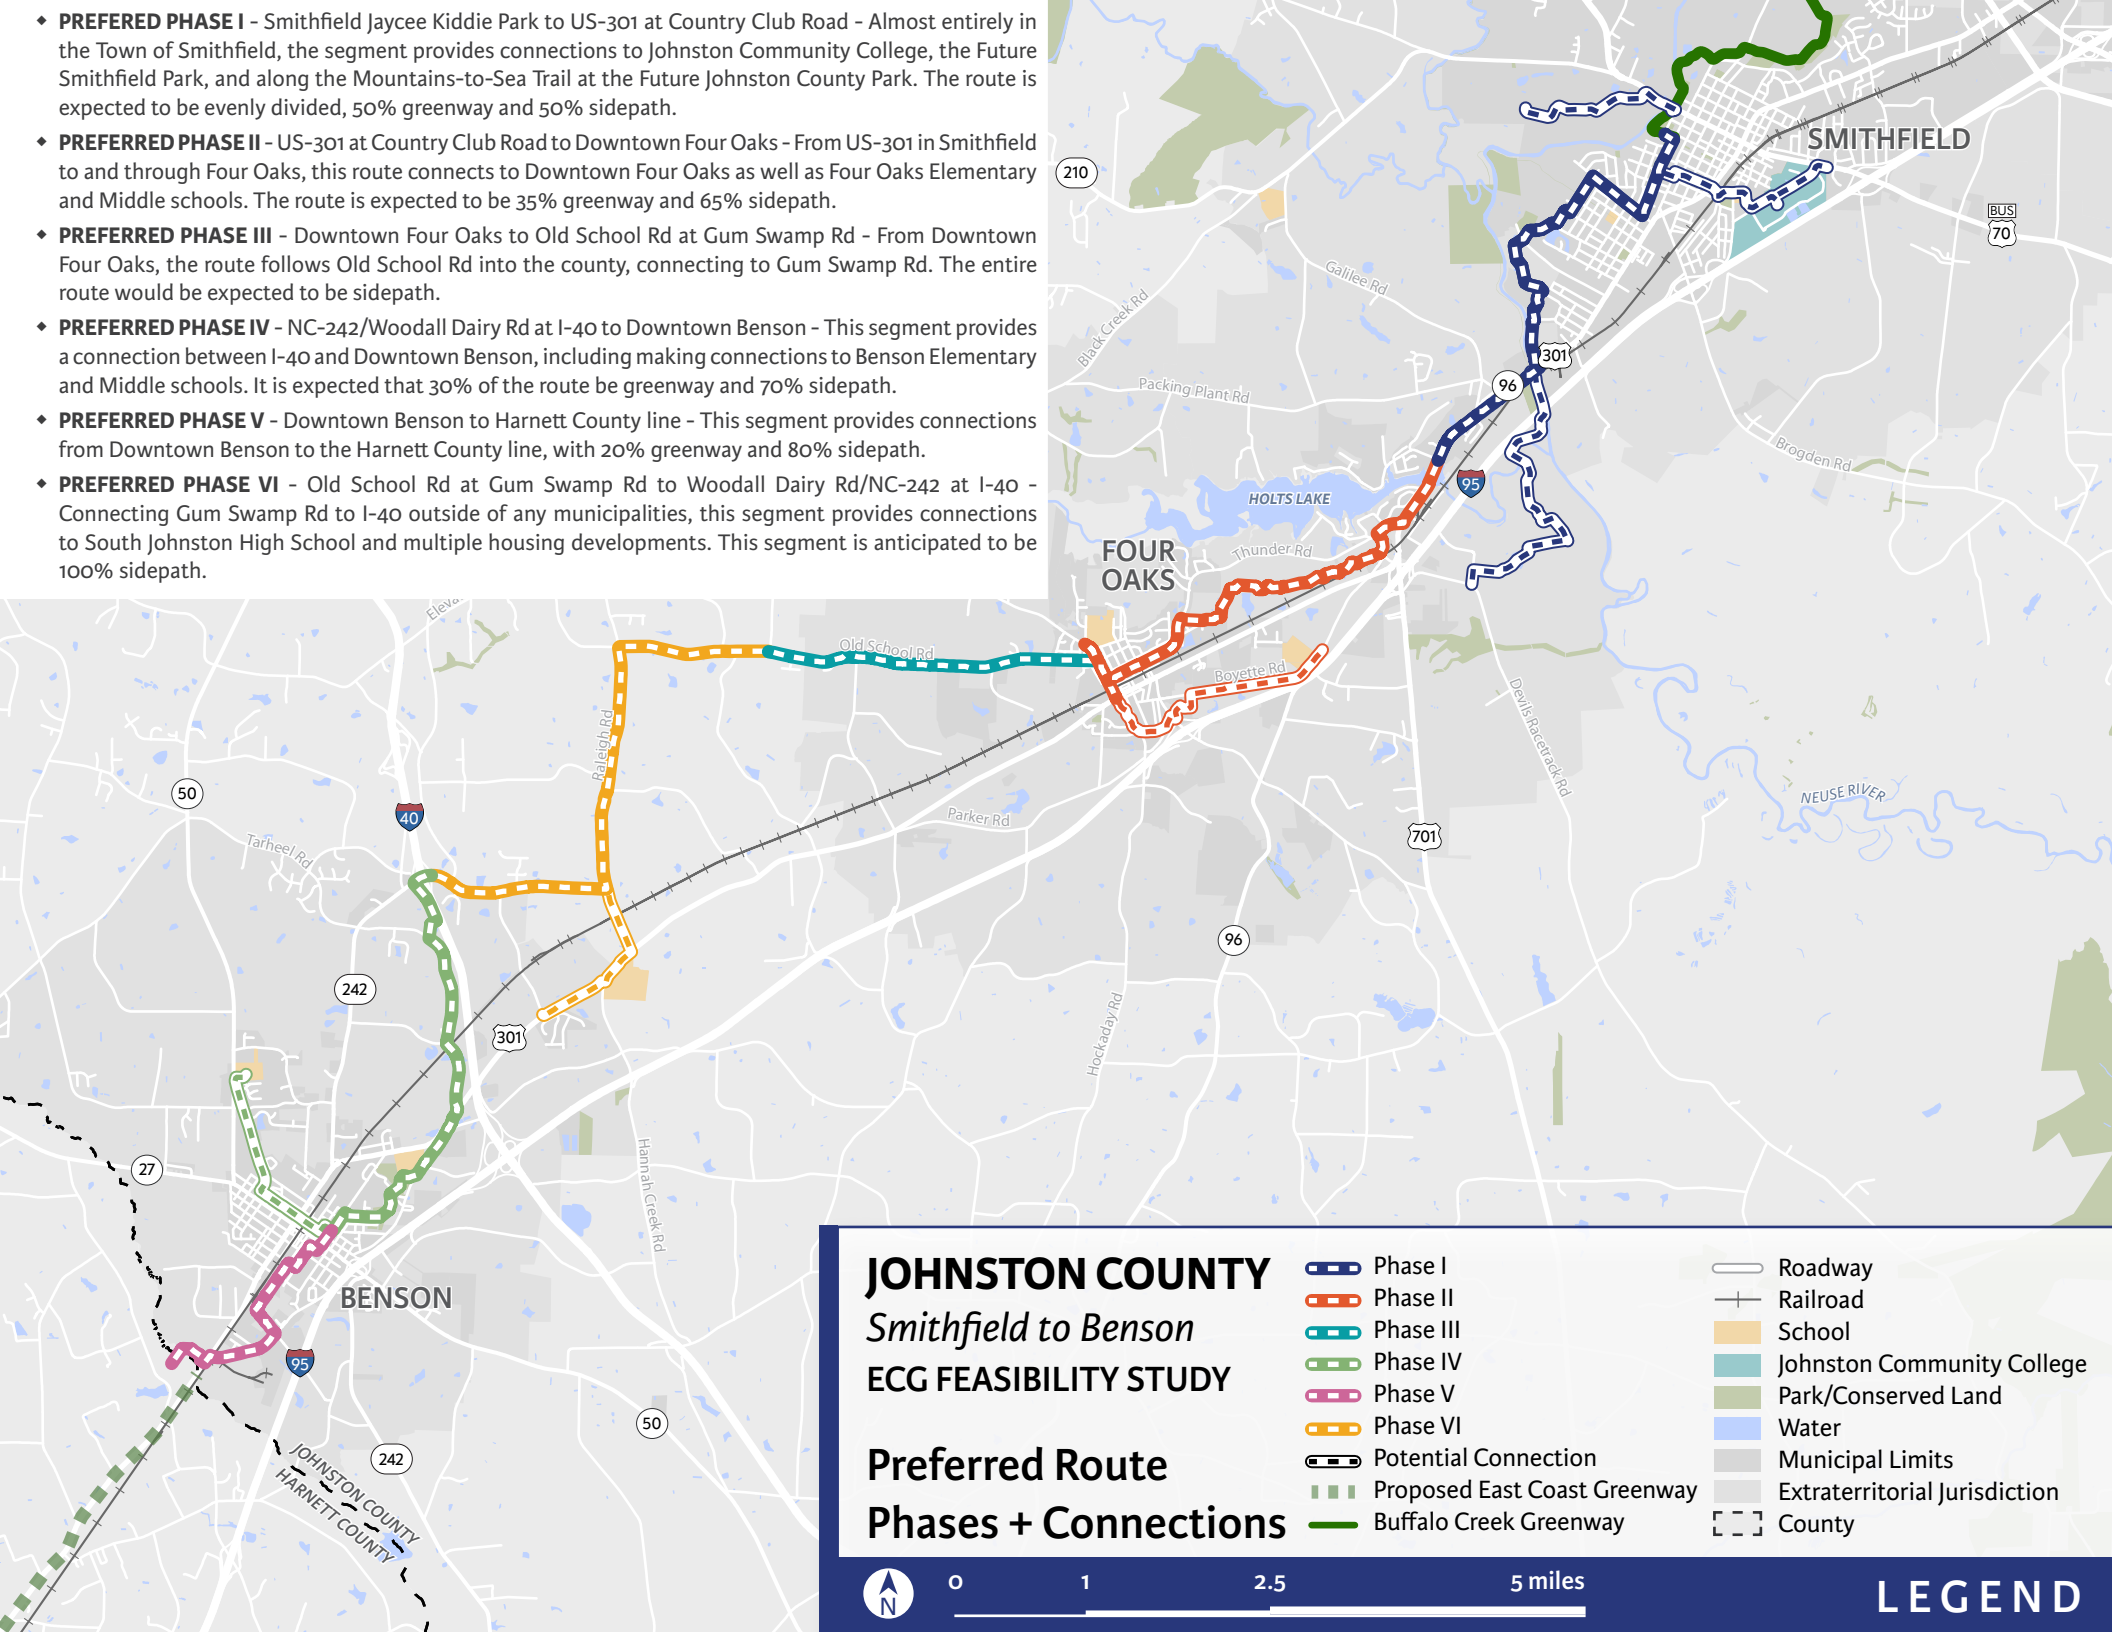 ◆ PREFERED PHASE I - Smithfield Jaycee Kiddie Park to US-301 at Country Club Road - Almost entirely in
the Town of Smithfield, the segment provides connections to Johnston Community College, the Future
Smithfield Park, and along the Mountains-to-Sea Trail at the Future Johnston County Park. The route is
expected to be evenly divided, 50% greenway and 50% sidepath.
◆ PREFERRED PHASE II - US-301 at Country Club Road to Downtown Four Oaks - From US-301 in Smithfield
to and through Four Oaks, this route connects to Downtown Four Oaks as well as Four Oaks Elementary
and Middle schools. The route is expected to be 35% greenway and 65% sidepath.
◆ PREFERRED PHASE III - Downtown Four Oaks to Old School Rd at Gum Swamp Rd - From Downtown
Four Oaks, the route follows Old School Rd into the county, connecting to Gum Swamp Rd. The entire
route would be expected to be sidepath.
◆ PREFERRED PHASE IV - NC-242/Woodall Dairy Rd at I-40 to Downtown Benson - This segment provides
a connection between I-40 and Downtown Benson, including making connections to Benson Elementary
and Middle schools. It is expected that 30% of the route be greenway and 70% sidepath.
◆ PREFERRED PHASE V - Downtown Benson to Harnett County line - This segment provides connections
from Downtown Benson to the Harnett County line, with 20% greenway and 80% sidepath.
◆ PREFERRED PHASE VI - Old School Rd at Gum Swamp Rd to Woodall Dairy Rd/NC-242 at I-40 -
Connecting Gum Swamp Rd to I-40 outside of any municipalities, this segment provides connections
to South Johnston High School and multiple housing developments. This segment is anticipated to be
100% sidepath.
SMITHFIELD
210
BUS
70
Galilee Rd
Black Creek Rd
301
96
Packing Plant Rd
Brogden Rd
95
HOLTS LAKE
FOUR
OAKS
Thunder Rd
Eleva
Old School Rd
Boyette Rd
Devils Racetrack Rd
Raleigh Rd
50
40
NEUSE RIVER
Parker Rd
701
Tarheel Rd
96
242
301
Hockaday Rd
27
Hannah Creek Rd
BENSON
95
50
242
JOHNSTON COUNTY
HARNETT COUNTY
JOHNSTON COUNTY
Smithfield to Benson
ECG FEASIBILITY STUDY
Preferred Route
Phases + Connections
Phase I
Phase II
Phase III
Phase IV
Phase V
Phase VI
Potential Connection
Proposed East Coast Greenway
Buffalo Creek Greenway
Roadway
Railroad
School
Johnston Community College
Park/Conserved Land
Water
Municipal Limits
Extraterritorial Jurisdiction
County
N
0 1 2.5 5 miles
LEGEND